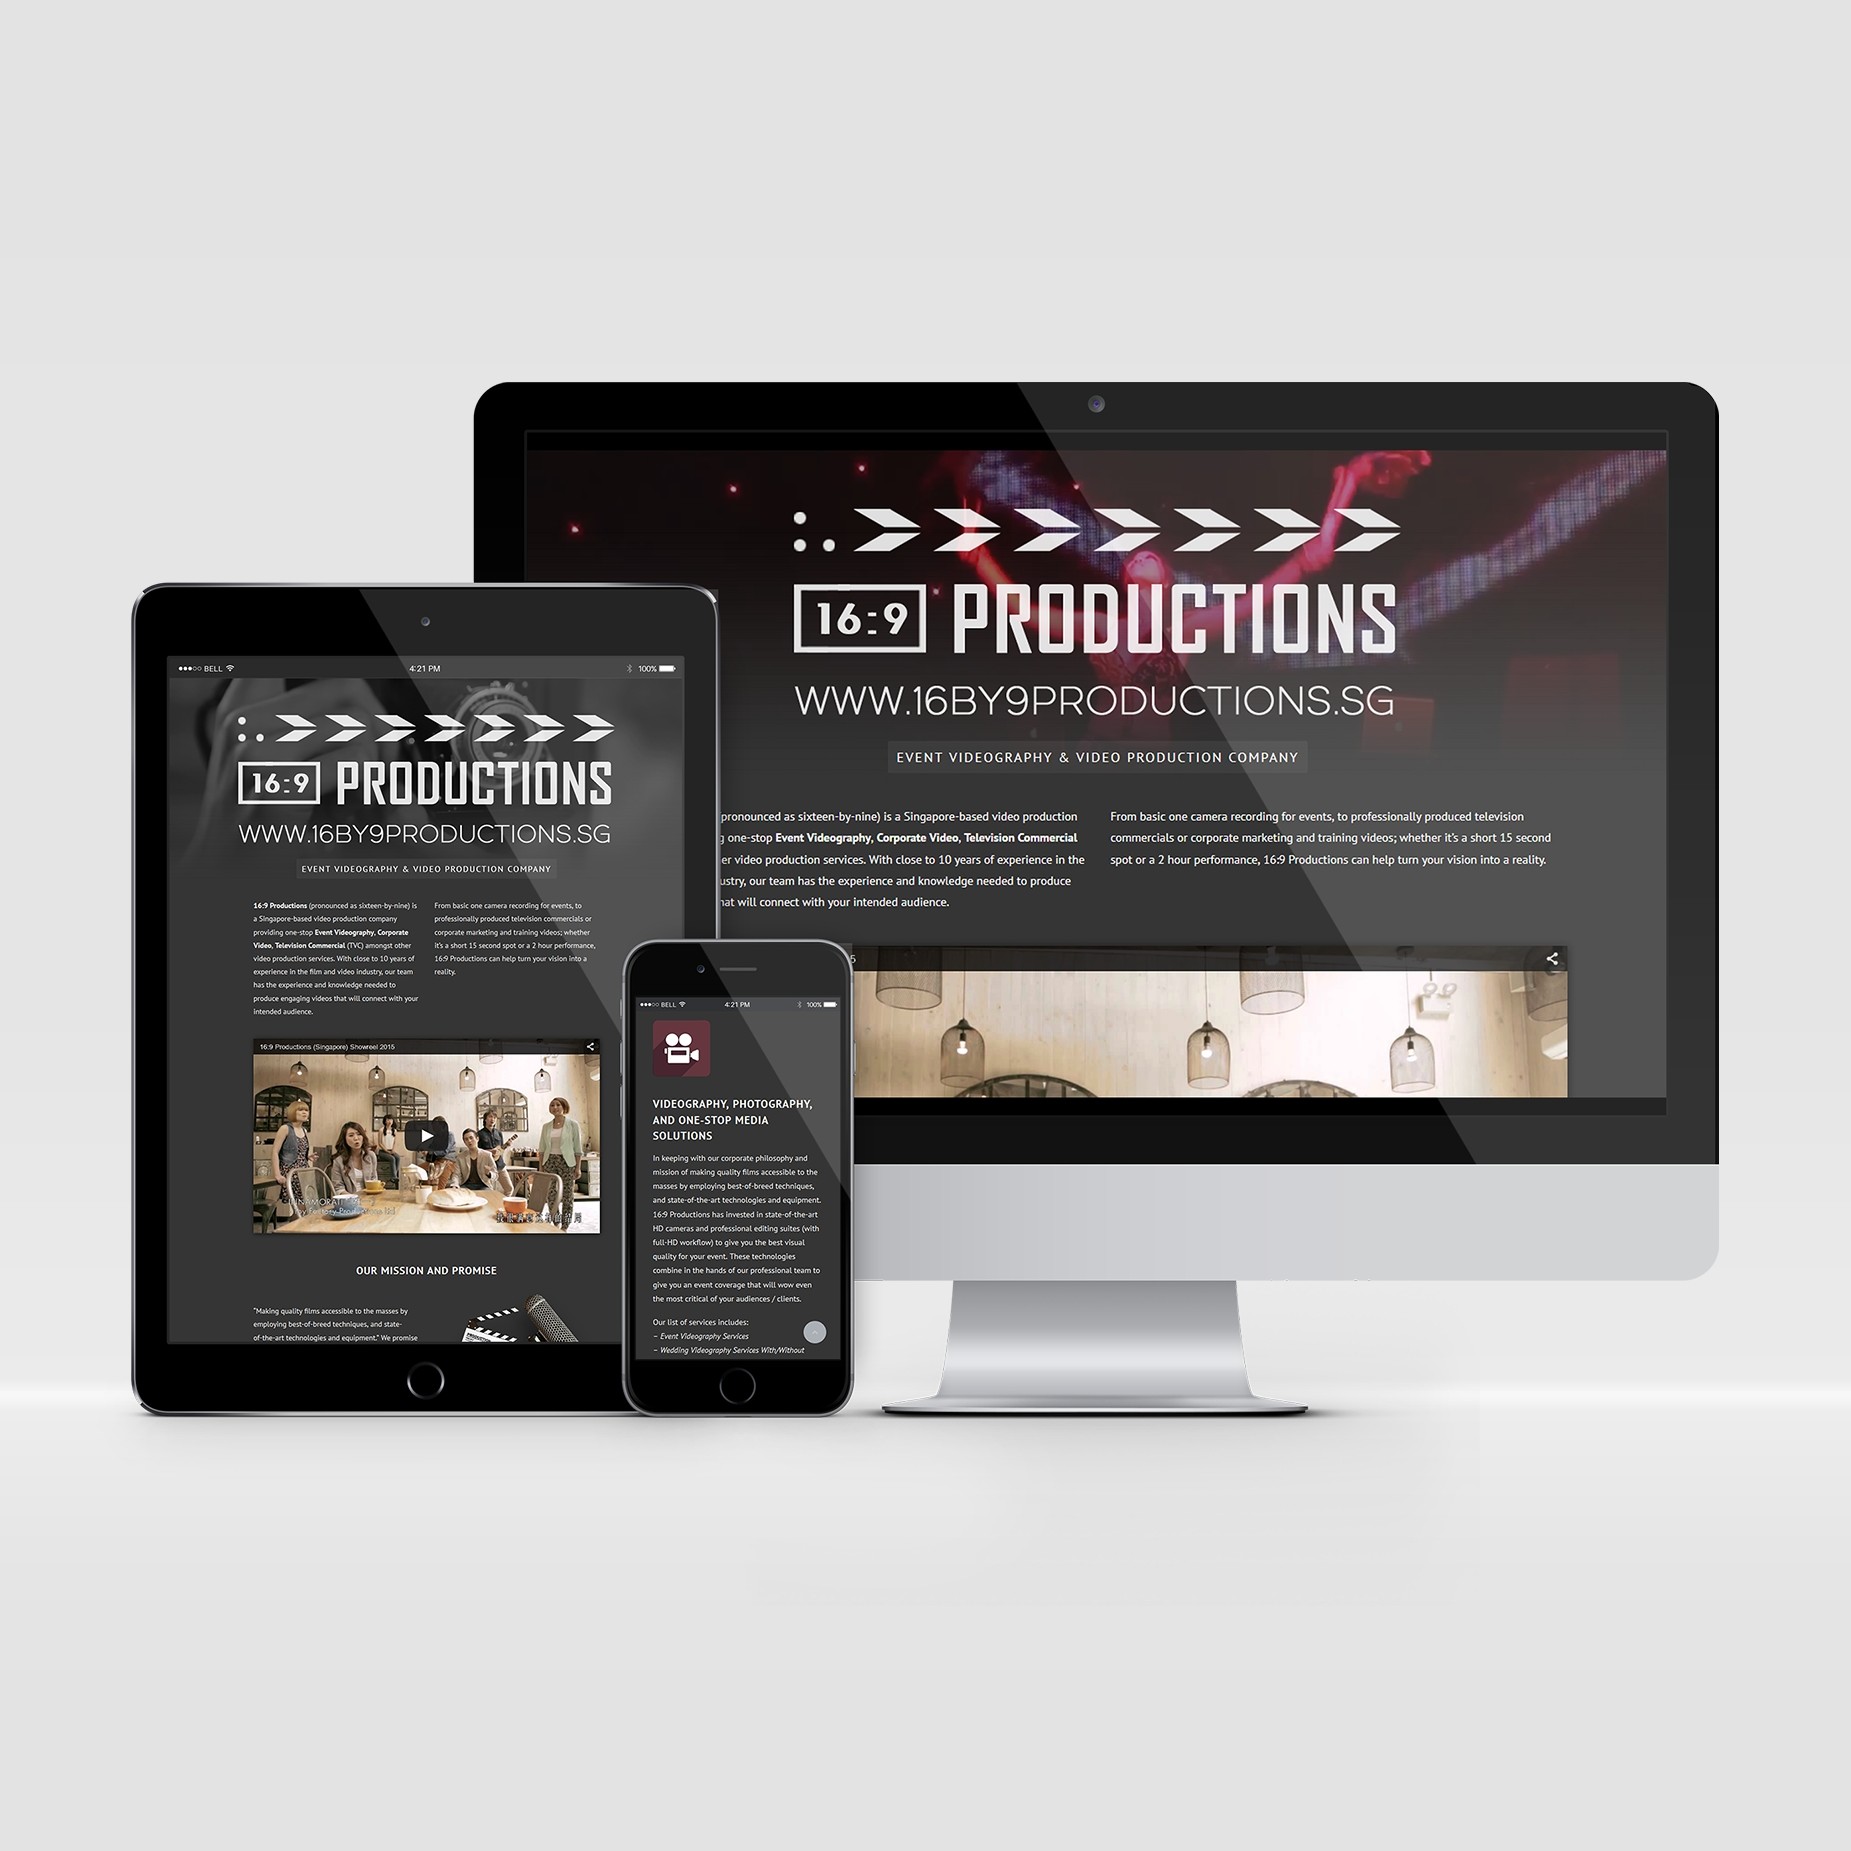 16:9 PRODUCTIONS
WWW.16BY9PRODUCTIONS.SG
EVENT VIDEOGRAPHY & VIDEO PRODUCTION COMPANY
pronounced as sixteen-by-nine) is a Singapore-based video production
g one-stop Event Videography, Corporate Video, Television Commercial
er video production services. With close to 10 years of experience in the
ustry, our team has the experience and knowledge needed to produce
hat will connect with your intended audience.
From basic one camera recording for events, to professionally produced television
commercials or corporate marketing and training videos; whether it's a short 15 second
spot or a 2 hour performance, 16:9 Productions can help turn your vision into a reality.
5
BELL 4:21 PM 100%
16:9 PRODUCTIONS
WWW.16BY9PRODUCTIONS.SG
EVENT VIDEOGRAPHY & VIDEO PRODUCTION COMPANY
16:9 Productions (pronounced as sixteen-by-nine) is
a Singapore-based video production company
providing one-stop Event Videography, Corporate
Video, Television Commercial (TVC) amongst other
video production services. With close to 10 years of
experience in the film and video industry, our team
has the experience and knowledge needed to
produce engaging videos that will connect with your
intended audience.
From basic one camera recording for events, to
professionally produced television commercials or
corporate marketing and training videos; whether
it's a short 15 second spot or a 2 hour performance,
16:9 Productions can help turn your vision into a
reality.
16:9 Productions (Singapore) Showreel 2015
OUR MISSION AND PROMISE
"Making quality films accessible to the masses by
employing best-of-breed techniques, and state-
of-the-art technologies and equipment." We promise
BELL 4:21 PM 100%
VIDEOGRAPHY, PHOTOGRAPHY,
AND ONE-STOP MEDIA
SOLUTIONS
In keeping with our corporate philosophy and
mission of making quality films accessible to the
masses by employing best-of-breed techniques,
and state-of-the-art technologies and equipment.
16:9 Productions has invested in state-of-the-art
HD cameras and professional editing suites (with
full-HD workflow) to give you the best visual
quality for your event. These technologies
combine in the hands of our professional team to
give you an event coverage that will wow even
the most critical of your audiences / clients.
Our list of services includes:
– Event Videography Services
– Wedding Videography Services With/Without